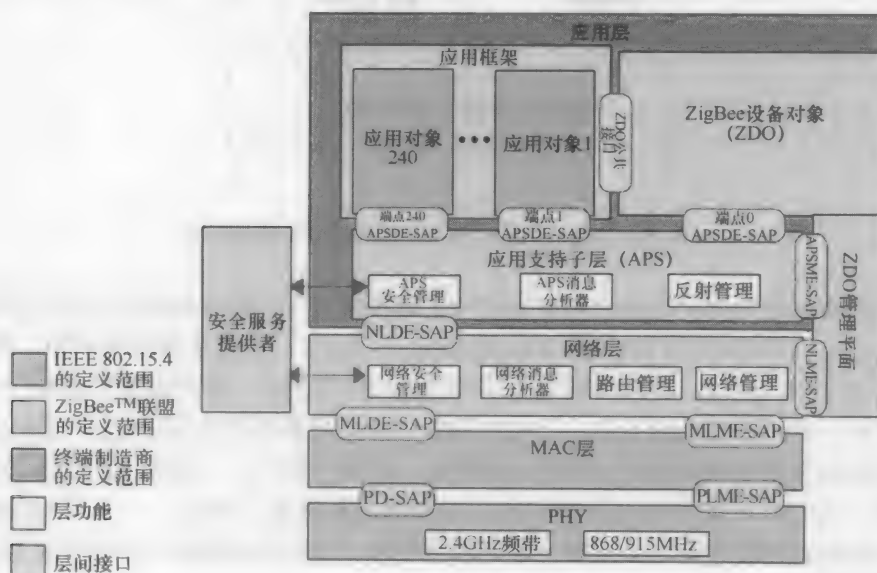 应用层
应用框架
应用对象
240
•••
应用对象1
ZDO公共
接口
ZigBee设备对象
(ZDO)
端点240
APSDE-SAP
端点1
APSDE-SAP
端点0
APSDE-SAP
应用支持子层（APS）
APS
安全管理
APS消息
分析器
反射管理
APSME-SAP
ZDO管理平面
安全服务
提供者
NLDE-SAP
网络层
网络安全
管理
网络消息
分析器
路由管理
网络管理
NLME-SAP
MLDE-SAP
MLME-SAP
MAC层
PD-SAP
PLME-SAP
PHY
2.4GHz频带
868/915MHz
IEEE 802.15.4
的定义范围
ZigBee™联盟
的定义范围
终端制造商
的定义范围
层功能
层间接口